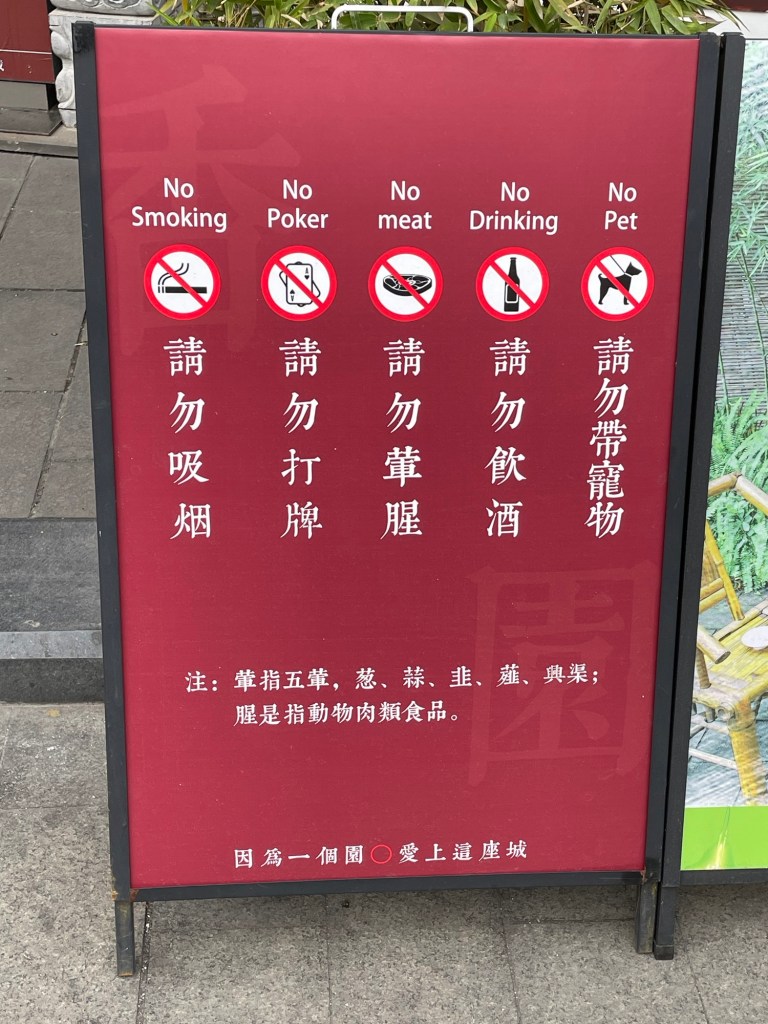 No Smoking
No Poker
No meat
No Drinking
No Pet
請勿吸烟
請勿打牌
請勿葷腥
請勿飲酒
請勿帶寵物
注：葷指五葷，葱、蒜、韭、薤、興渠；
腥是指動物肉類食品。
因爲一個園○愛上這座城
香
園